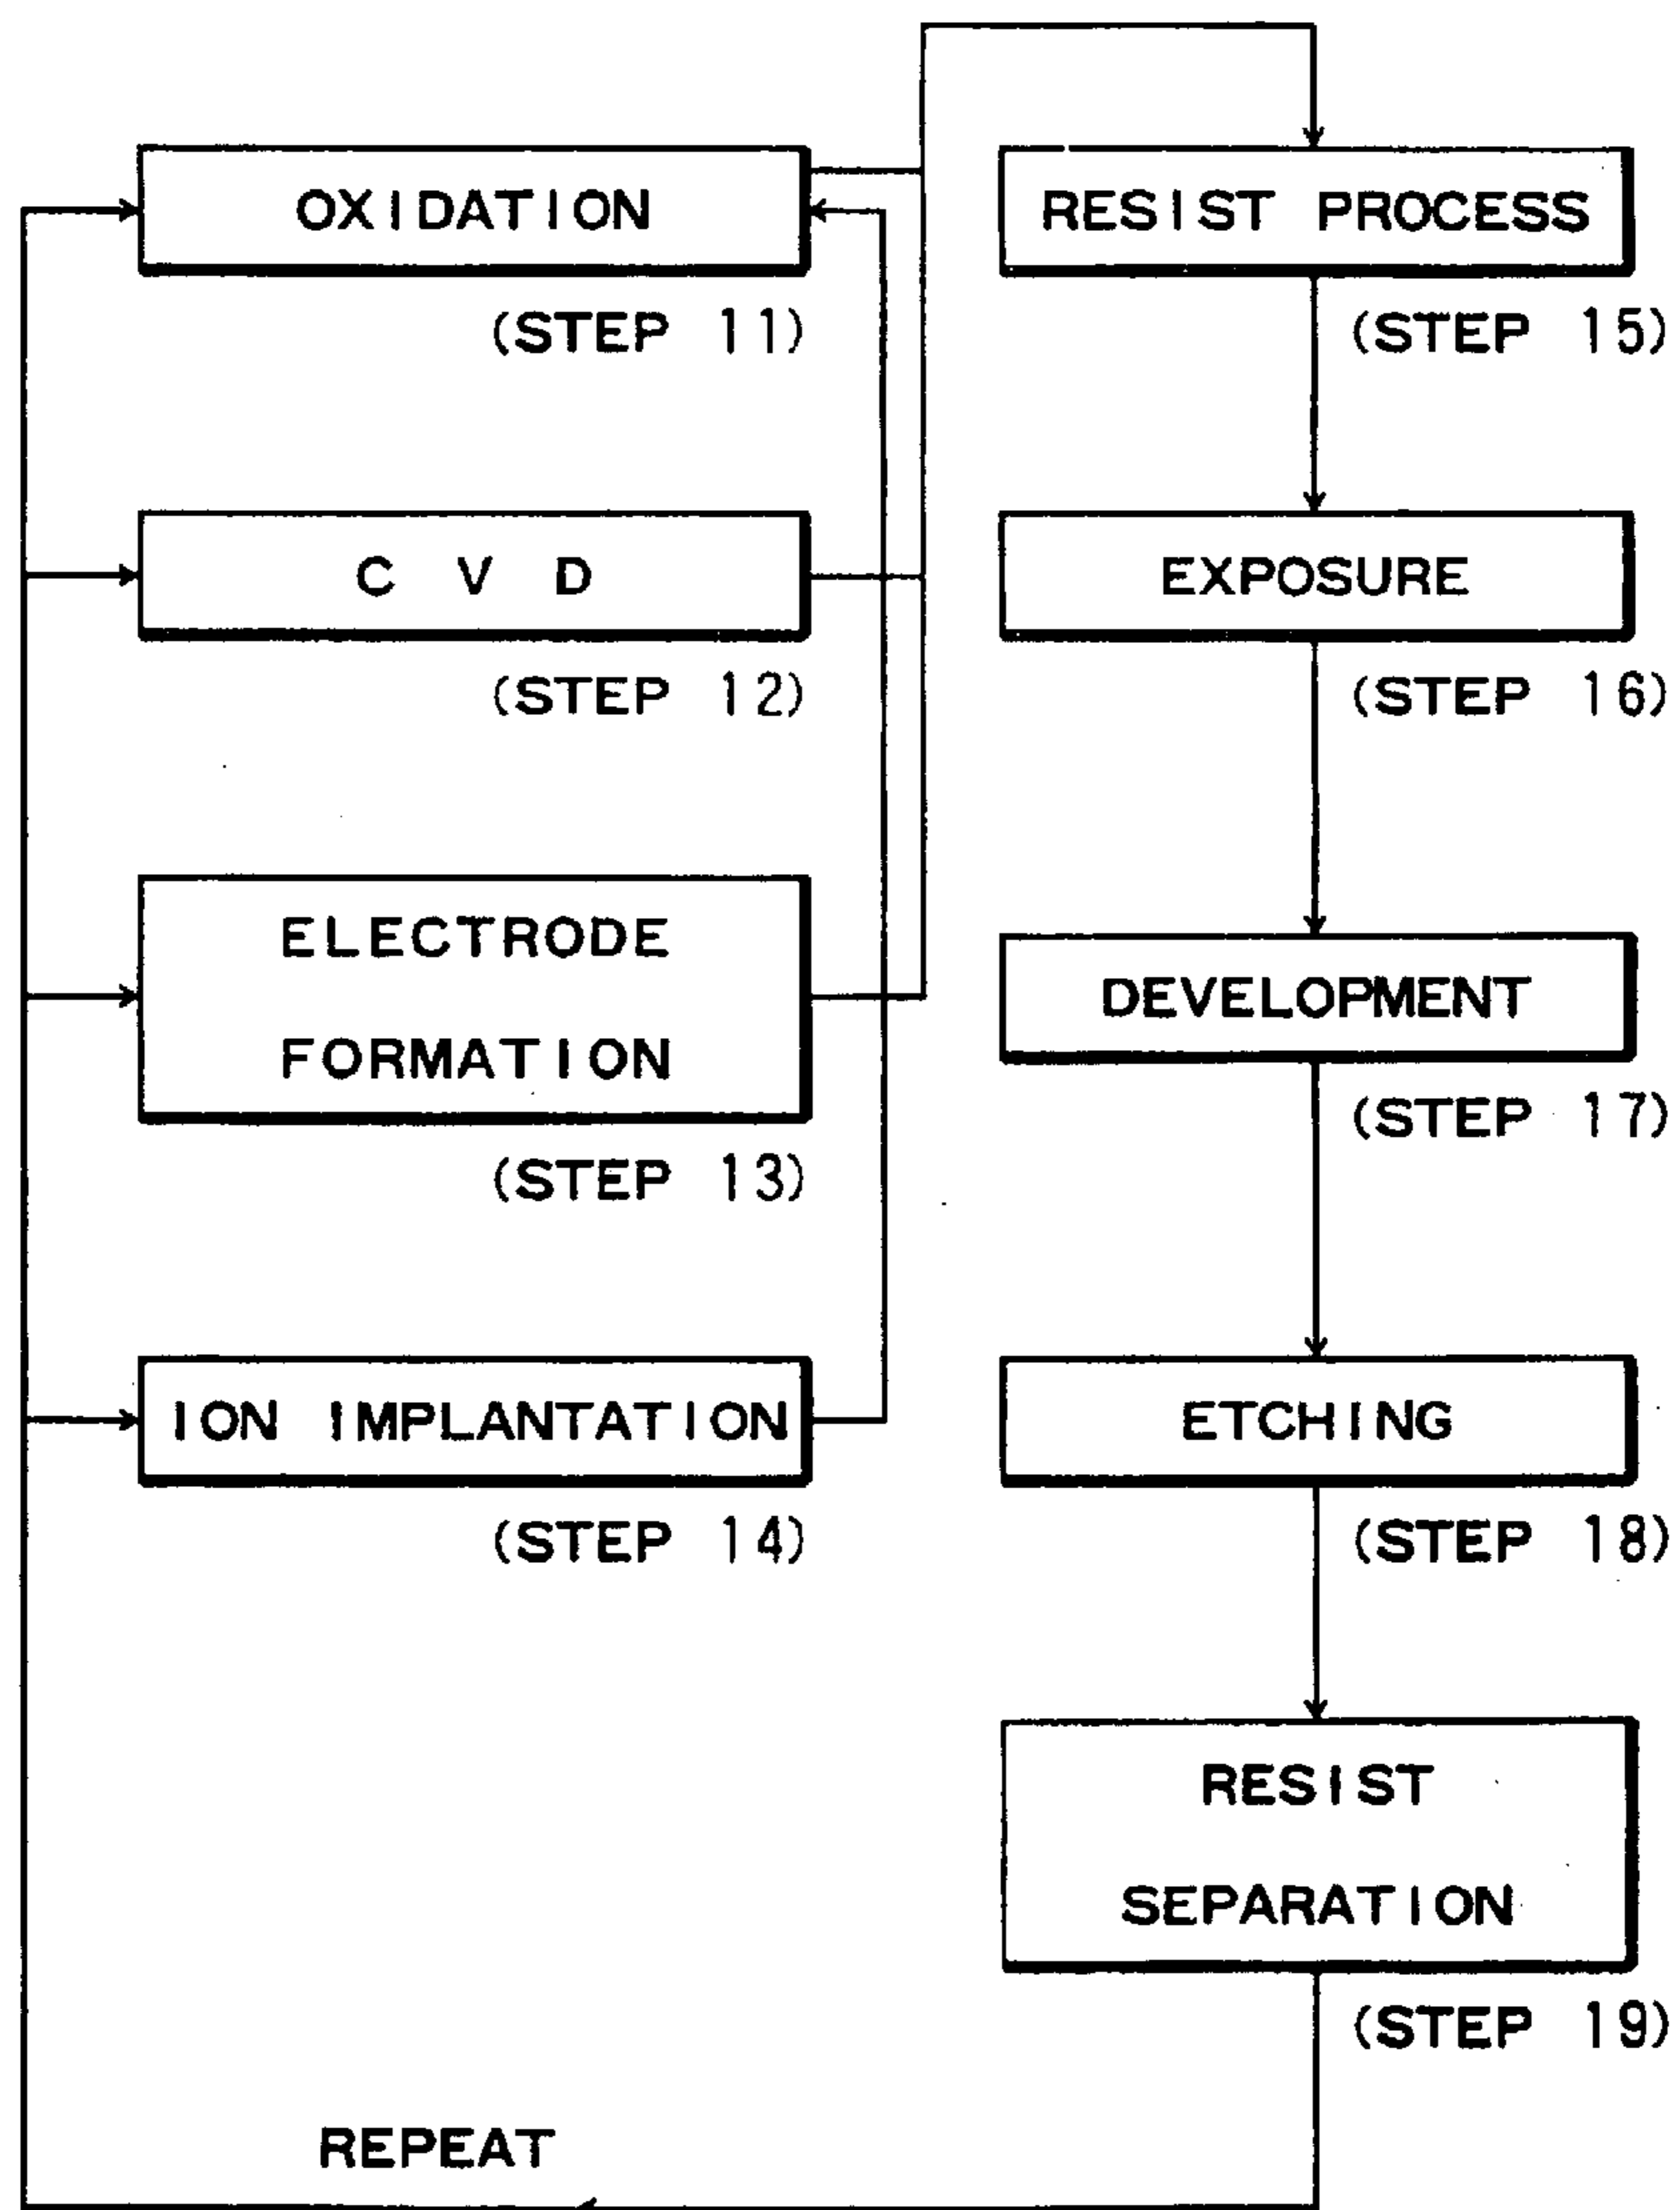 OXIDATION
(STEP 11)
C V D
(STEP 12)
ELECTRODE
FORMATION
(STEP 13)
ION IMPLANTATION
(STEP 14)
RESIST PROCESS
(STEP 15)
EXPOSURE
(STEP 16)
DEVELOPMENT
(STEP 17)
ETCHING
(STEP 18)
RESIST
SEPARATION
(STEP 19)
REPEAT